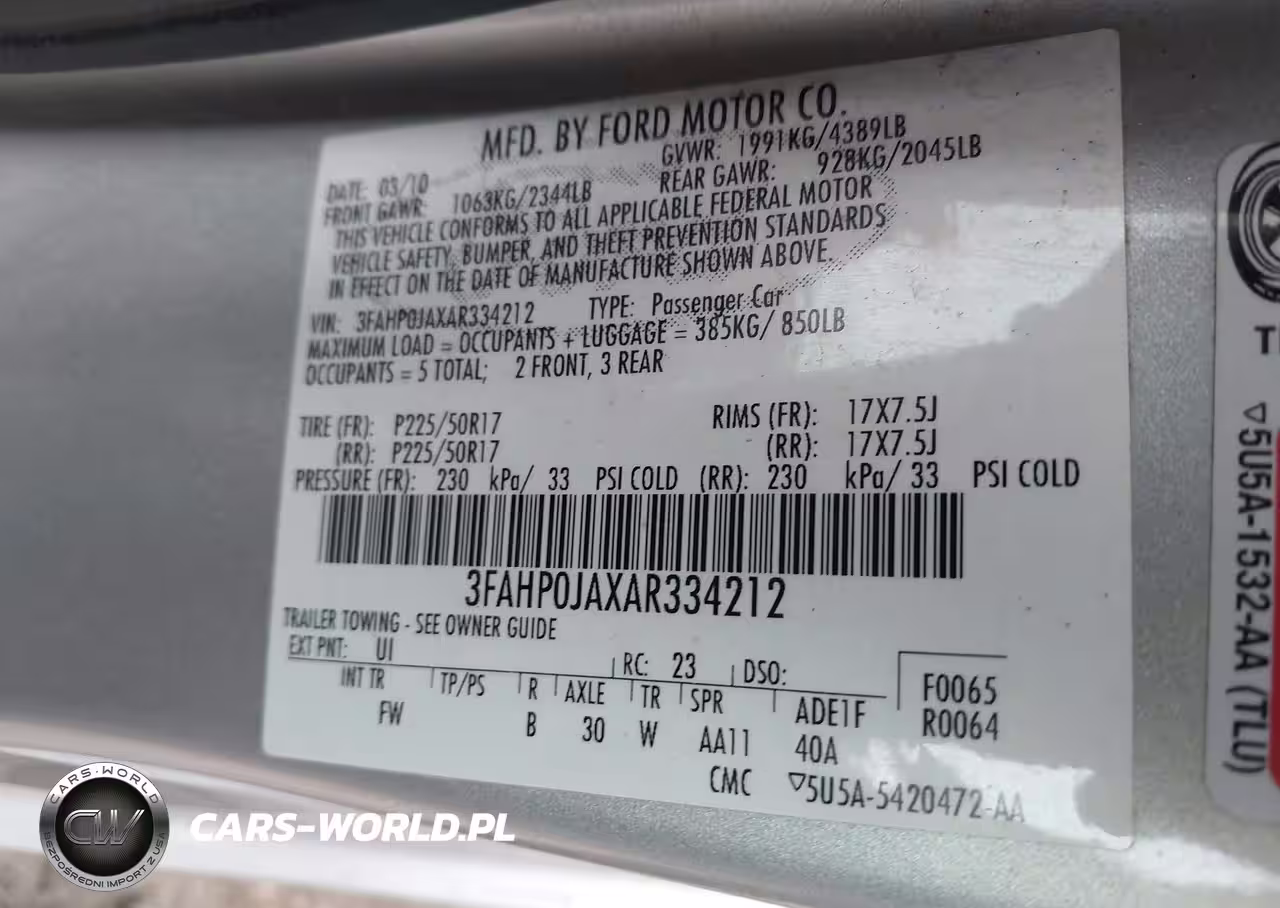 MFD. BY FORD MOTOR CO.
DATE: 03/10 GVWR: 1991KG/4389LB
FRONT GAWR: 1063KG/2344LB REAR GAWR: 928KG/2045LB
THIS VEHICLE CONFORMS TO ALL APPLICABLE FEDERAL MOTOR
VEHICLE SAFETY, BUMPER, AND THEFT PREVENTION STANDARDS
IN EFFECT ON THE DATE OF MANUFACTURE SHOWN ABOVE.
VIN: 3FAHP0JAXAR334212 TYPE: Passenger Car
MAXIMUM LOAD = OCCUPANTS + LUGGAGE = 385KG/ 850LB
OCCUPANTS = 5 TOTAL; 2 FRONT, 3 REAR
TIRE (FR): P225/50R17 RIMS (FR): 17X7.5J
(RR): P225/50R17 (RR): 17X7.5J
PRESSURE (FR): 230 kPa/ 33 PSI COLD (RR): 230 kPa/ 33 PSI COLD
3FAHP0JAXAR334212
TRAILER TOWING - SEE OWNER GUIDE
EXT PNT: UI RC: 23 DSO:
INT TR TP/PS R AXLE TR SPR ADE1F F0065
FW B 30 W AA11 40A R0064
CMC ▽5U5A-5420472-AA
T
▽5U5A-1532-AA (TLU)
CARS-WORLD
CW
BEZPOŚREDNI IMPORT Z USA
CARS-WORLD.PL